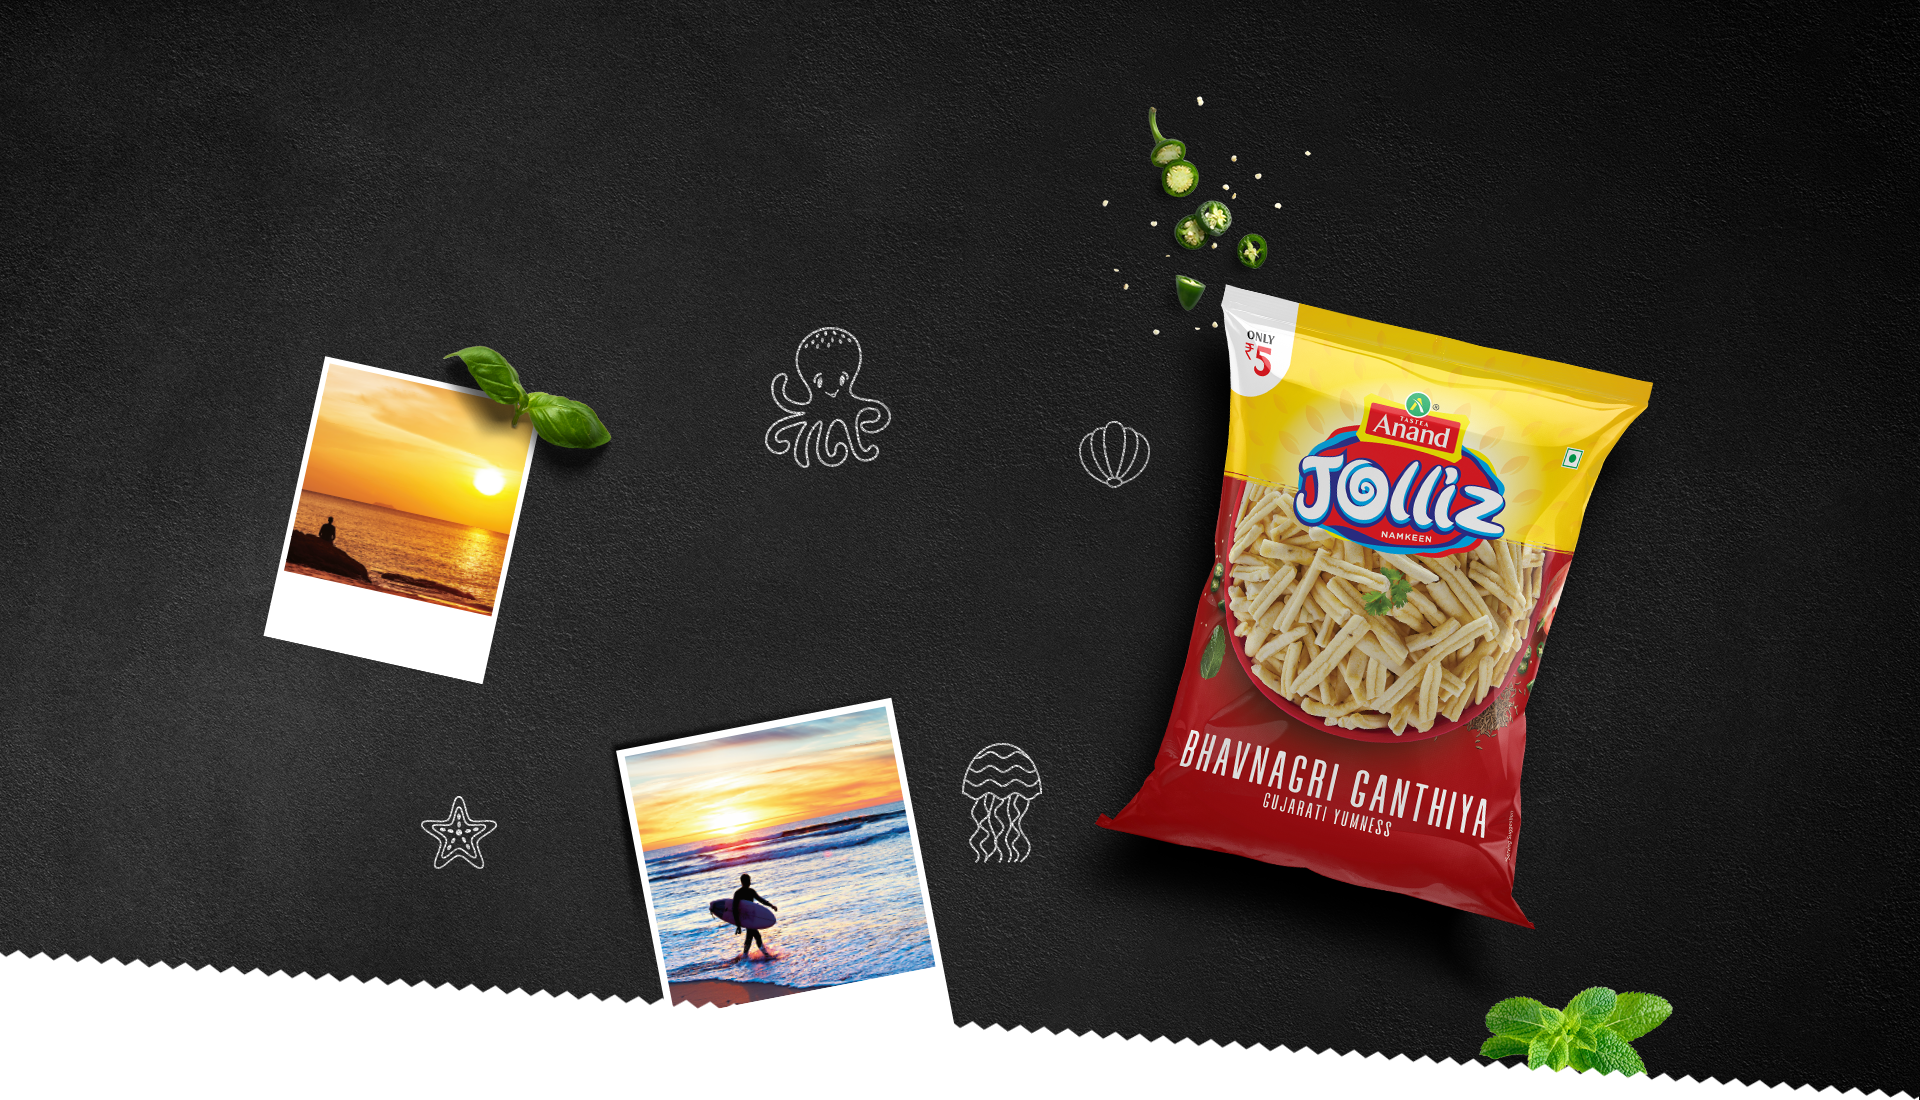 ONLY
₹5
TASTEA
Anand
®
JOlliz
NAMKEEN
BHAVNAGRI GANTHIYA
GUJARATI YUMNESS